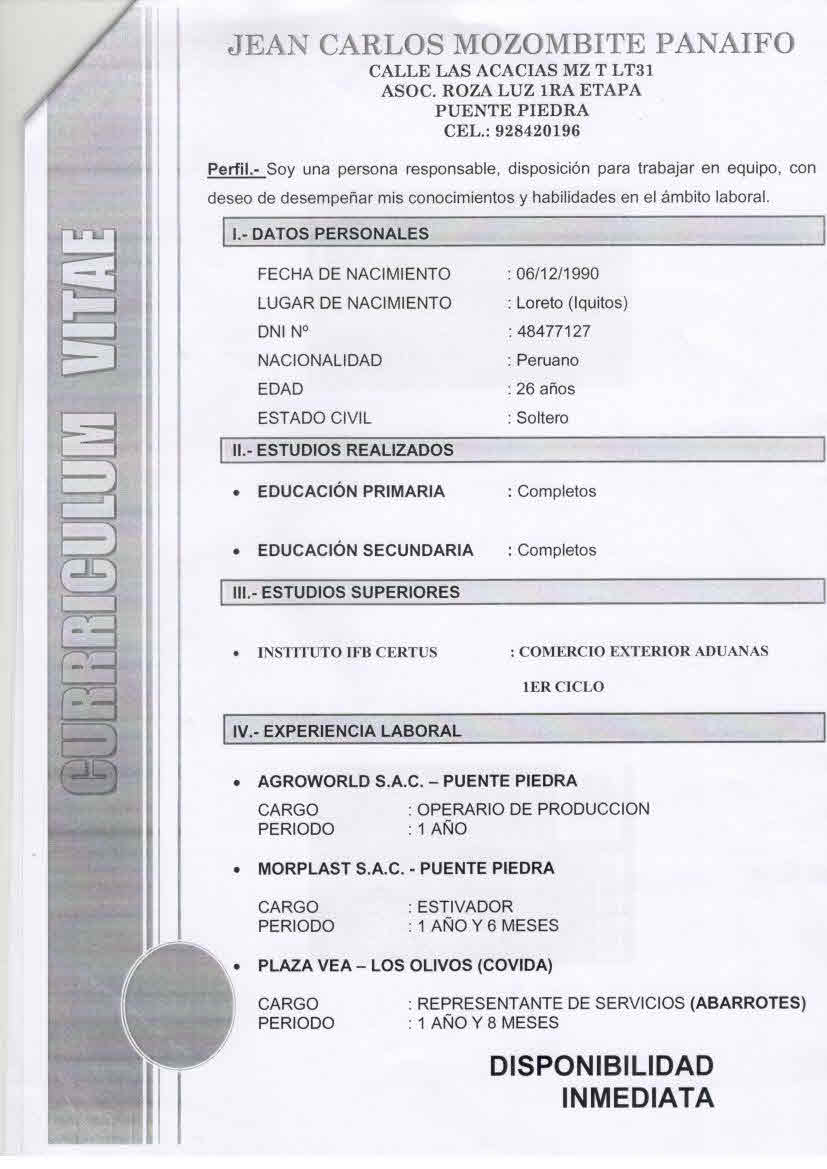 JEAN CARLOS MOZOMBITE PANAIFO
CALLE LAS ACACIAS MZ T LT31
ASOC. ROZA LUZ 1RA ETAPA
PUENTE PIEDRA
CEL.: 928420196
Perfil.- Soy una persona responsable, disposición para trabajar en equipo, con
deseo de desempeñar mis conocimientos y habilidades en el ámbito laboral.
CURRRICULUM VITAE
I.- DATOS PERSONALES
FECHA DE NACIMIENTO : 06/12/1990
LUGAR DE NACIMIENTO : Loreto (Iquitos)
DNI Nº : 48477127
NACIONALIDAD : Peruano
EDAD : 26 años
ESTADO CIVIL : Soltero
II.- ESTUDIOS REALIZADOS
• EDUCACIÓN PRIMARIA : Completos
• EDUCACIÓN SECUNDARIA : Completos
III.- ESTUDIOS SUPERIORES
• INSTITUTO IFB CERTUS : COMERCIO EXTERIOR ADUANAS
1ER CICLO
IV.- EXPERIENCIA LABORAL
• AGROWORLD S.A.C. – PUENTE PIEDRA
CARGO : OPERARIO DE PRODUCCION
PERIODO : 1 AÑO
• MORPLAST S.A.C. - PUENTE PIEDRA
CARGO : ESTIVADOR
PERIODO : 1 AÑO Y 6 MESES
• PLAZA VEA – LOS OLIVOS (COVIDA)
CARGO : REPRESENTANTE DE SERVICIOS (ABARROTES)
PERIODO : 1 AÑO Y 8 MESES
DISPONIBILIDAD
INMEDIATA